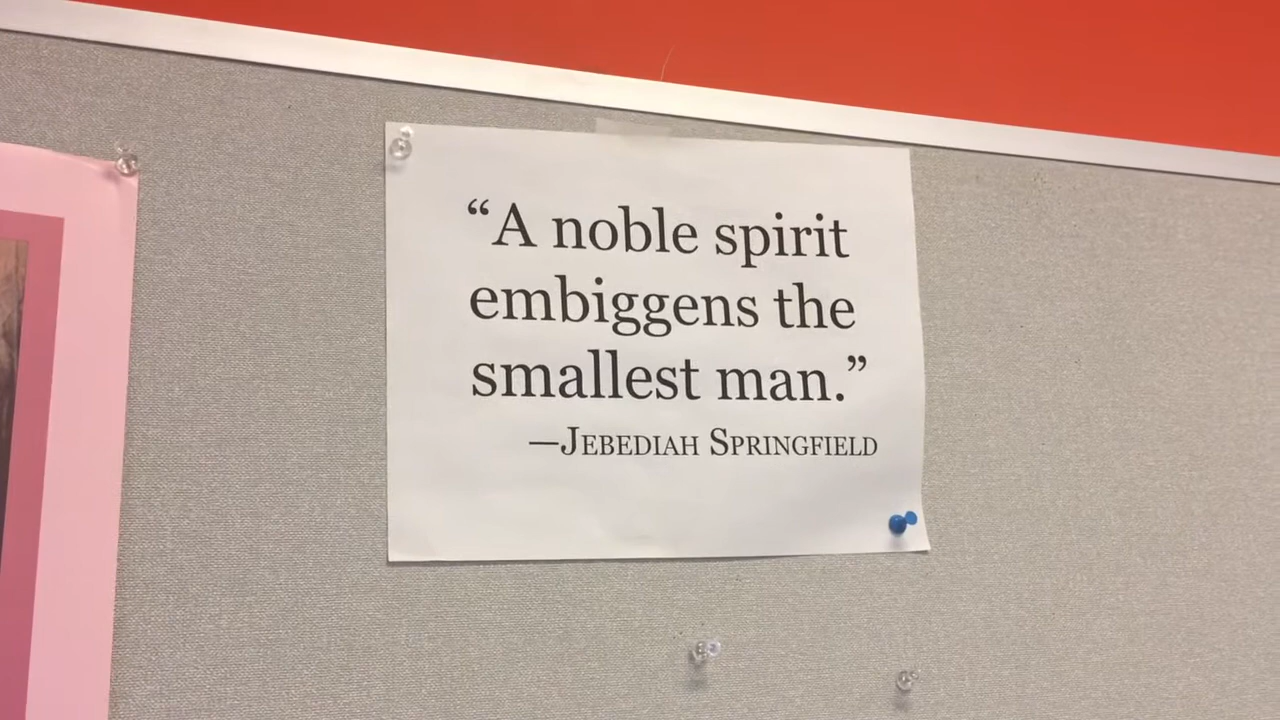 “A noble spirit
embiggens the
smallest man.”
—Jebediah Springfield